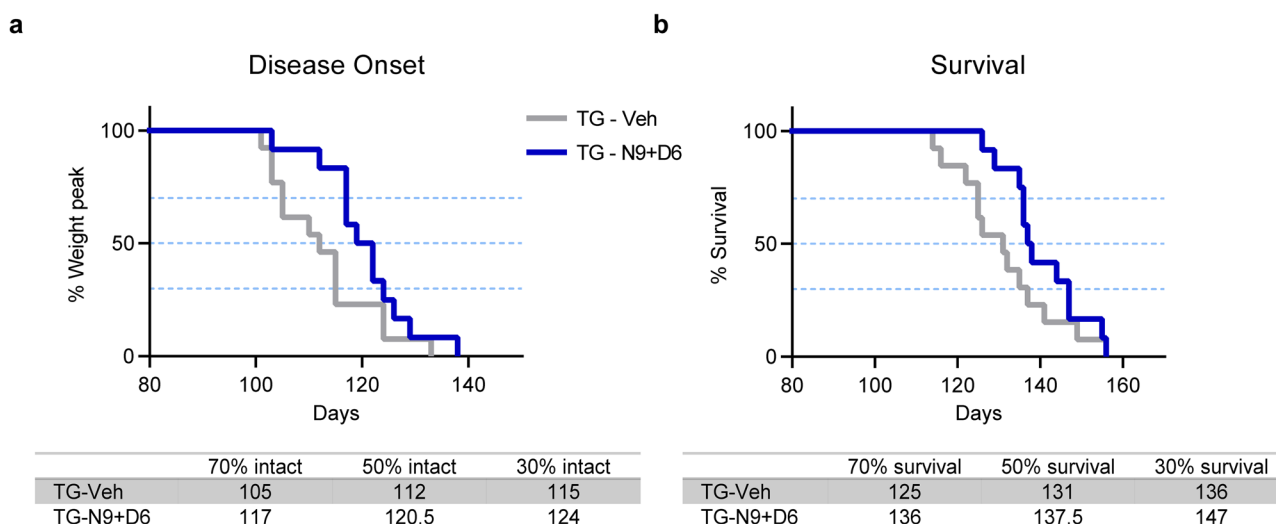 a
b
Disease Onset
Survival
TG - Veh
TG - N9+D6
% Weight peak
100
50
0
80
100
120
140
Days
% Survival
100
50
0
80
100
120
140
160
Days
70% intact 50% intact 30% intact
TG-Veh 105 112 115
TG-N9+D6 117 120.5 124
70% survival 50% survival 30% survival
TG-Veh 125 131 136
TG-N9+D6 136 137.5 147